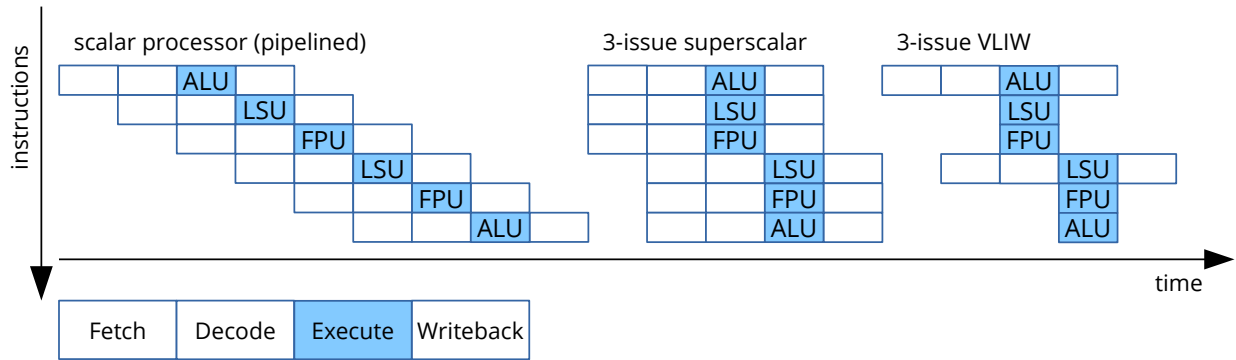 instructions
scalar processor (pipelined)
ALU
LSU
FPU
LSU
FPU
ALU
3-issue superscalar
ALU
LSU
FPU
LSU
FPU
ALU
3-issue VLIW
ALU
LSU
FPU
LSU
FPU
ALU
time
Fetch Decode Execute Writeback